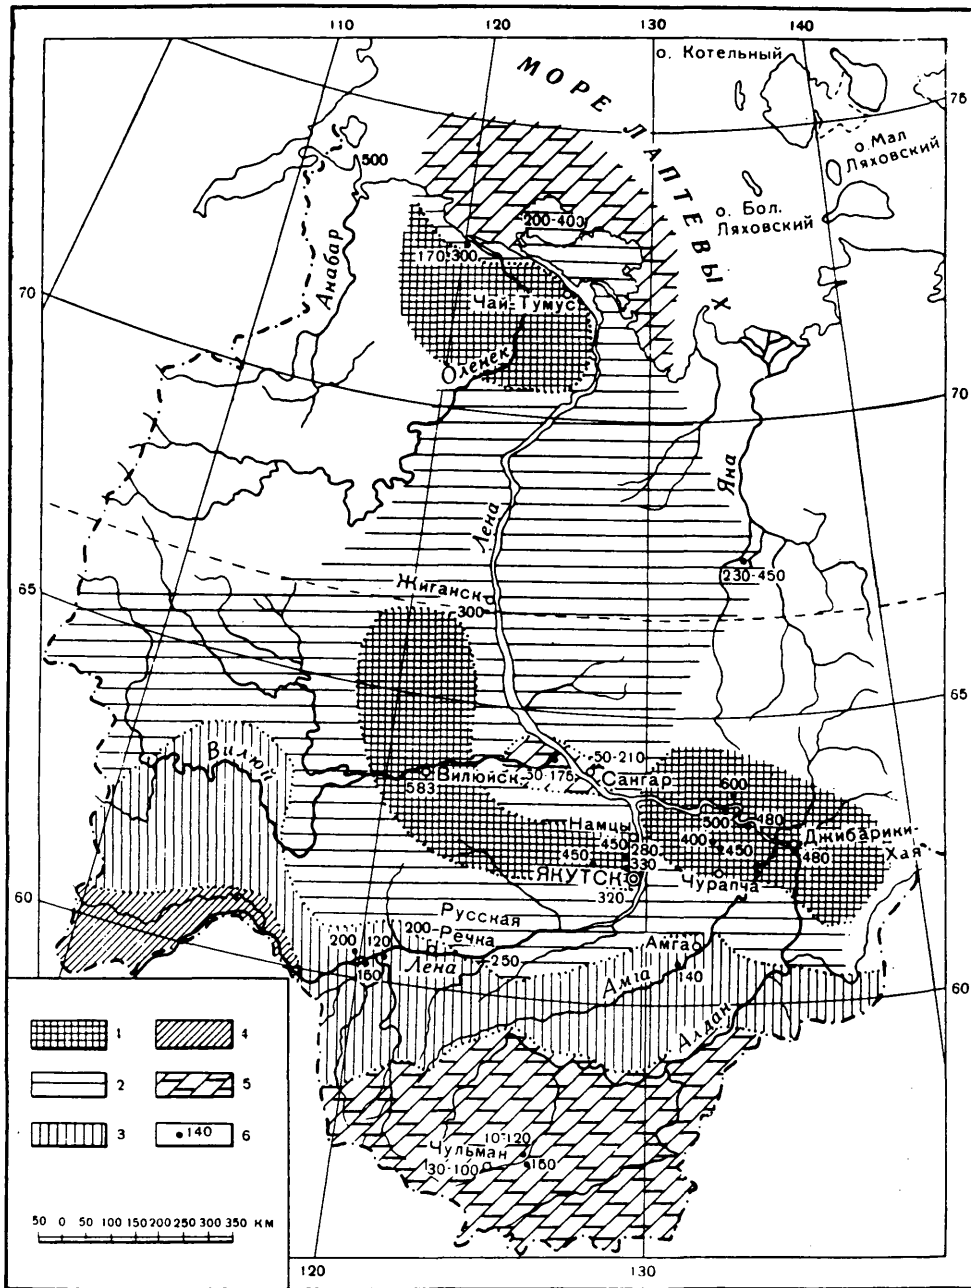 110
120
130
140
о. Котельный
МОРЕ ЛАПТЕВЫХ
75
о. Мал
Ляховский
500
о. Бол.
Ляховский
200-400
170-300
Анабар
70
Чай-Тумус
Оленек
70
Лена
Яна
230-450
Жиганск
300
65
65
Вилюй
50-210
Вилюйск
50-176
Сангар
600
583
500
480
Намцы
400
450
Джибарики-
Хая
450
280
450
330
480
ЯКУТСК
Чурапча
320
60
Русская
Речка
200
200
120
Амга
150
Лена
250
140
Амга
60
Алдан
1
4
2
5
3
140
6
10-120
Чульман
30-100
150
50 0 50 100 150 200 250 300 350 КМ
120
130